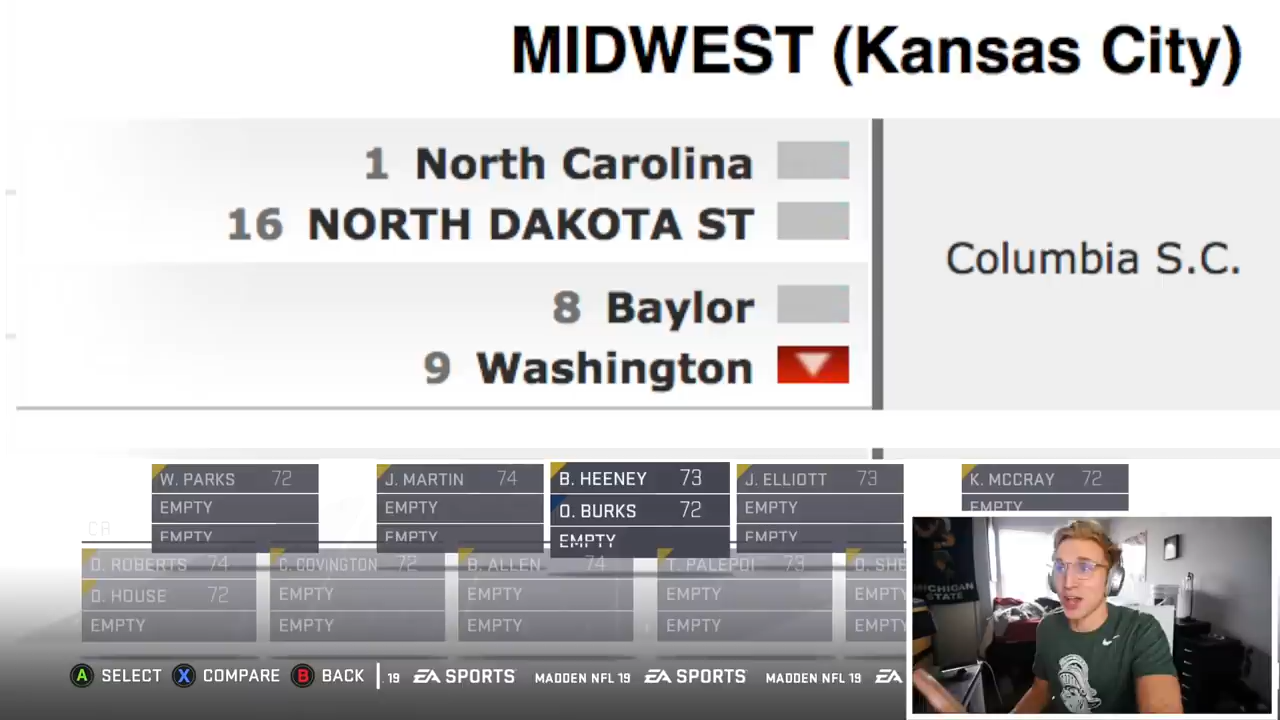 MIDWEST (Kansas City)
1 North Carolina
16 NORTH DAKOTA ST
8 Baylor
9 Washington
Columbia S.C.
W. PARKS 72
EMPTY
EMPTY
J. MARTIN 74
EMPTY
EMPTY
B. HEENEY 73
O. BURKS 72
EMPTY
J. ELLIOTT 73
EMPTY
EMPTY
K. MCCRAY 72
EMPTY
CA
D. ROBERTS 74
D. HOUSE 72
EMPTY
C. COVINGTON 72
EMPTY
EMPTY
B. ALLEN 74
EMPTY
EMPTY
T. PALEPOI 73
EMPTY
EMPTY
D. SHE
EMPTY
EMPTY
A SELECT X COMPARE B BACK 19 EA SPORTS MADDEN NFL 19 EA SPORTS MADDEN NFL 19 EA
MICHIGAN
STATE